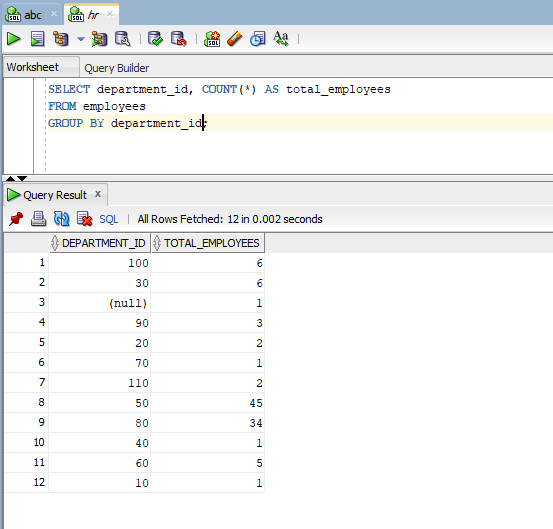 abc hr
Worksheet Query Builder
SELECT department_id, COUNT(*) AS total_employees
FROM employees
GROUP BY department_id;
Query Result x
SQL | All Rows Fetched: 12 in 0.002 seconds
DEPARTMENT_ID TOTAL_EMPLOYEES
1 100 6
2 30 6
3 (null) 1
4 90 3
5 20 2
6 70 1
7 110 2
8 50 45
9 80 34
10 40 1
11 60 5
12 10 1